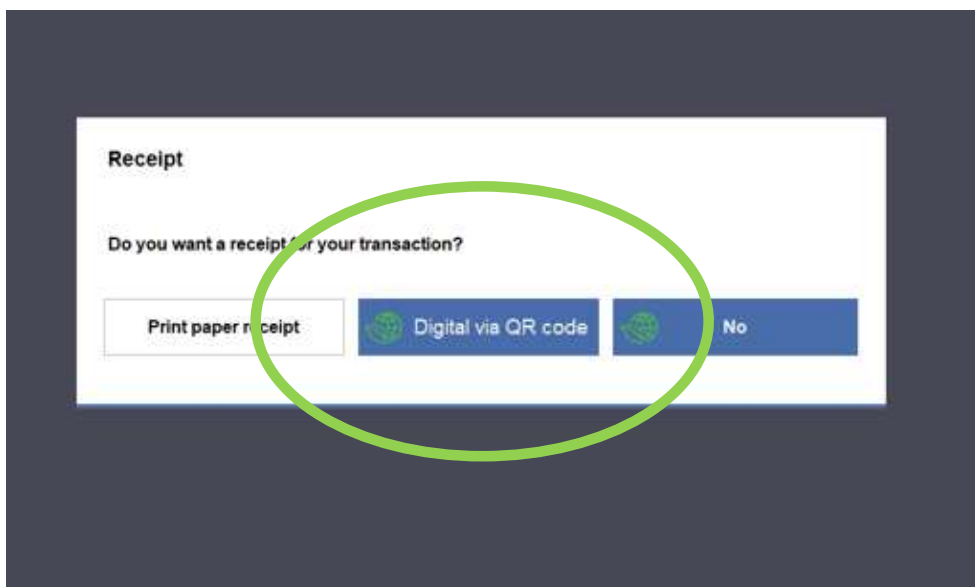 Receipt
Do you want a receipt for your transaction?
Print paper receipt
Digital via QR code
No